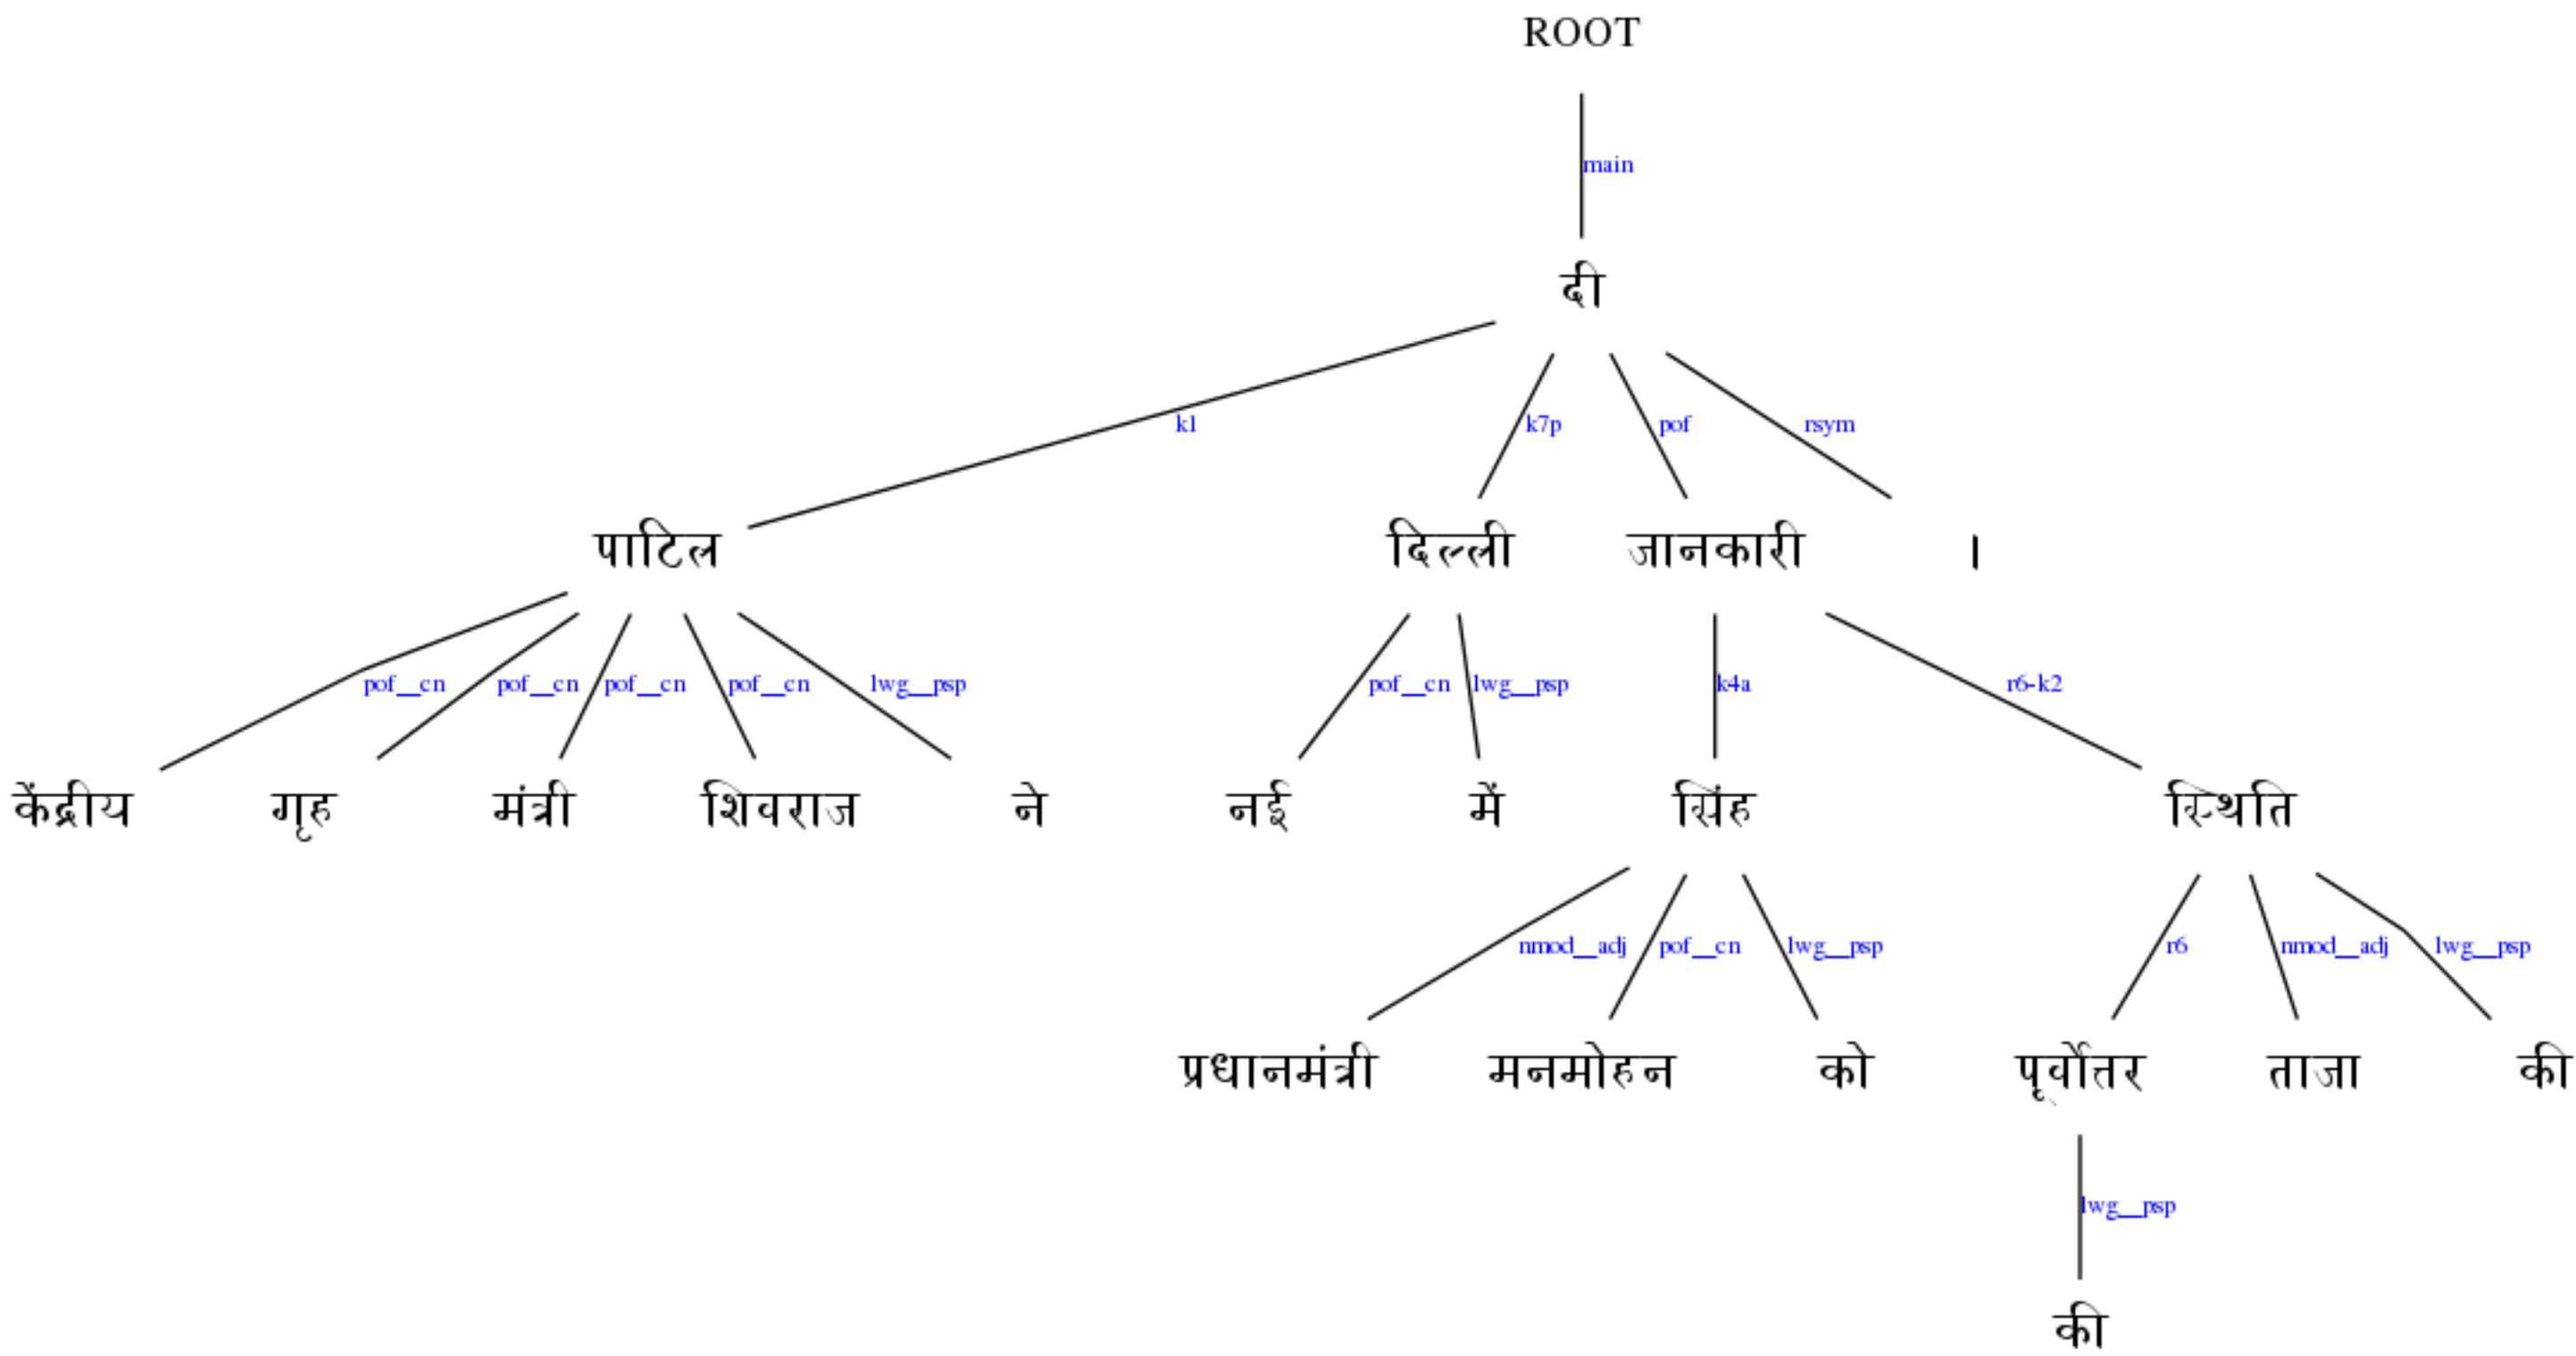 ROOT
main
दी
k1 k7p pof rsym
पाटिल दिल्ली जानकारी ।
pof__cn pof__cn pof__cn pof__cn lwg__psp pof__cn lwg__psp k4a r6-k2
केंद्रीय गृह मंत्री शिवराज ने नई में सिंह स्थिति
nmod__adj pof__cn lwg__psp r6 nmod__adj lwg__psp
प्रधानमंत्री मनमोहन को पूर्वोत्तर ताजा की
lwg__psp
की